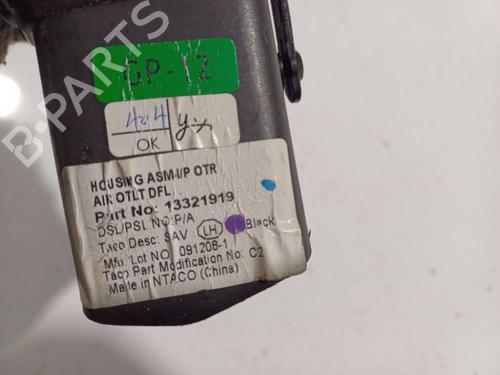 B-PARTS
GP-12
404
OK
HOUSING ASM-I/P OTR
AIR OTLT DFL
Part No: 13321919
DSL/PSL NO: P/A
Taco Desc: SAV LH Black
Mfg Lot NO: 091208-1
Taco Part Modification No: C2
Made in NTACO (China)